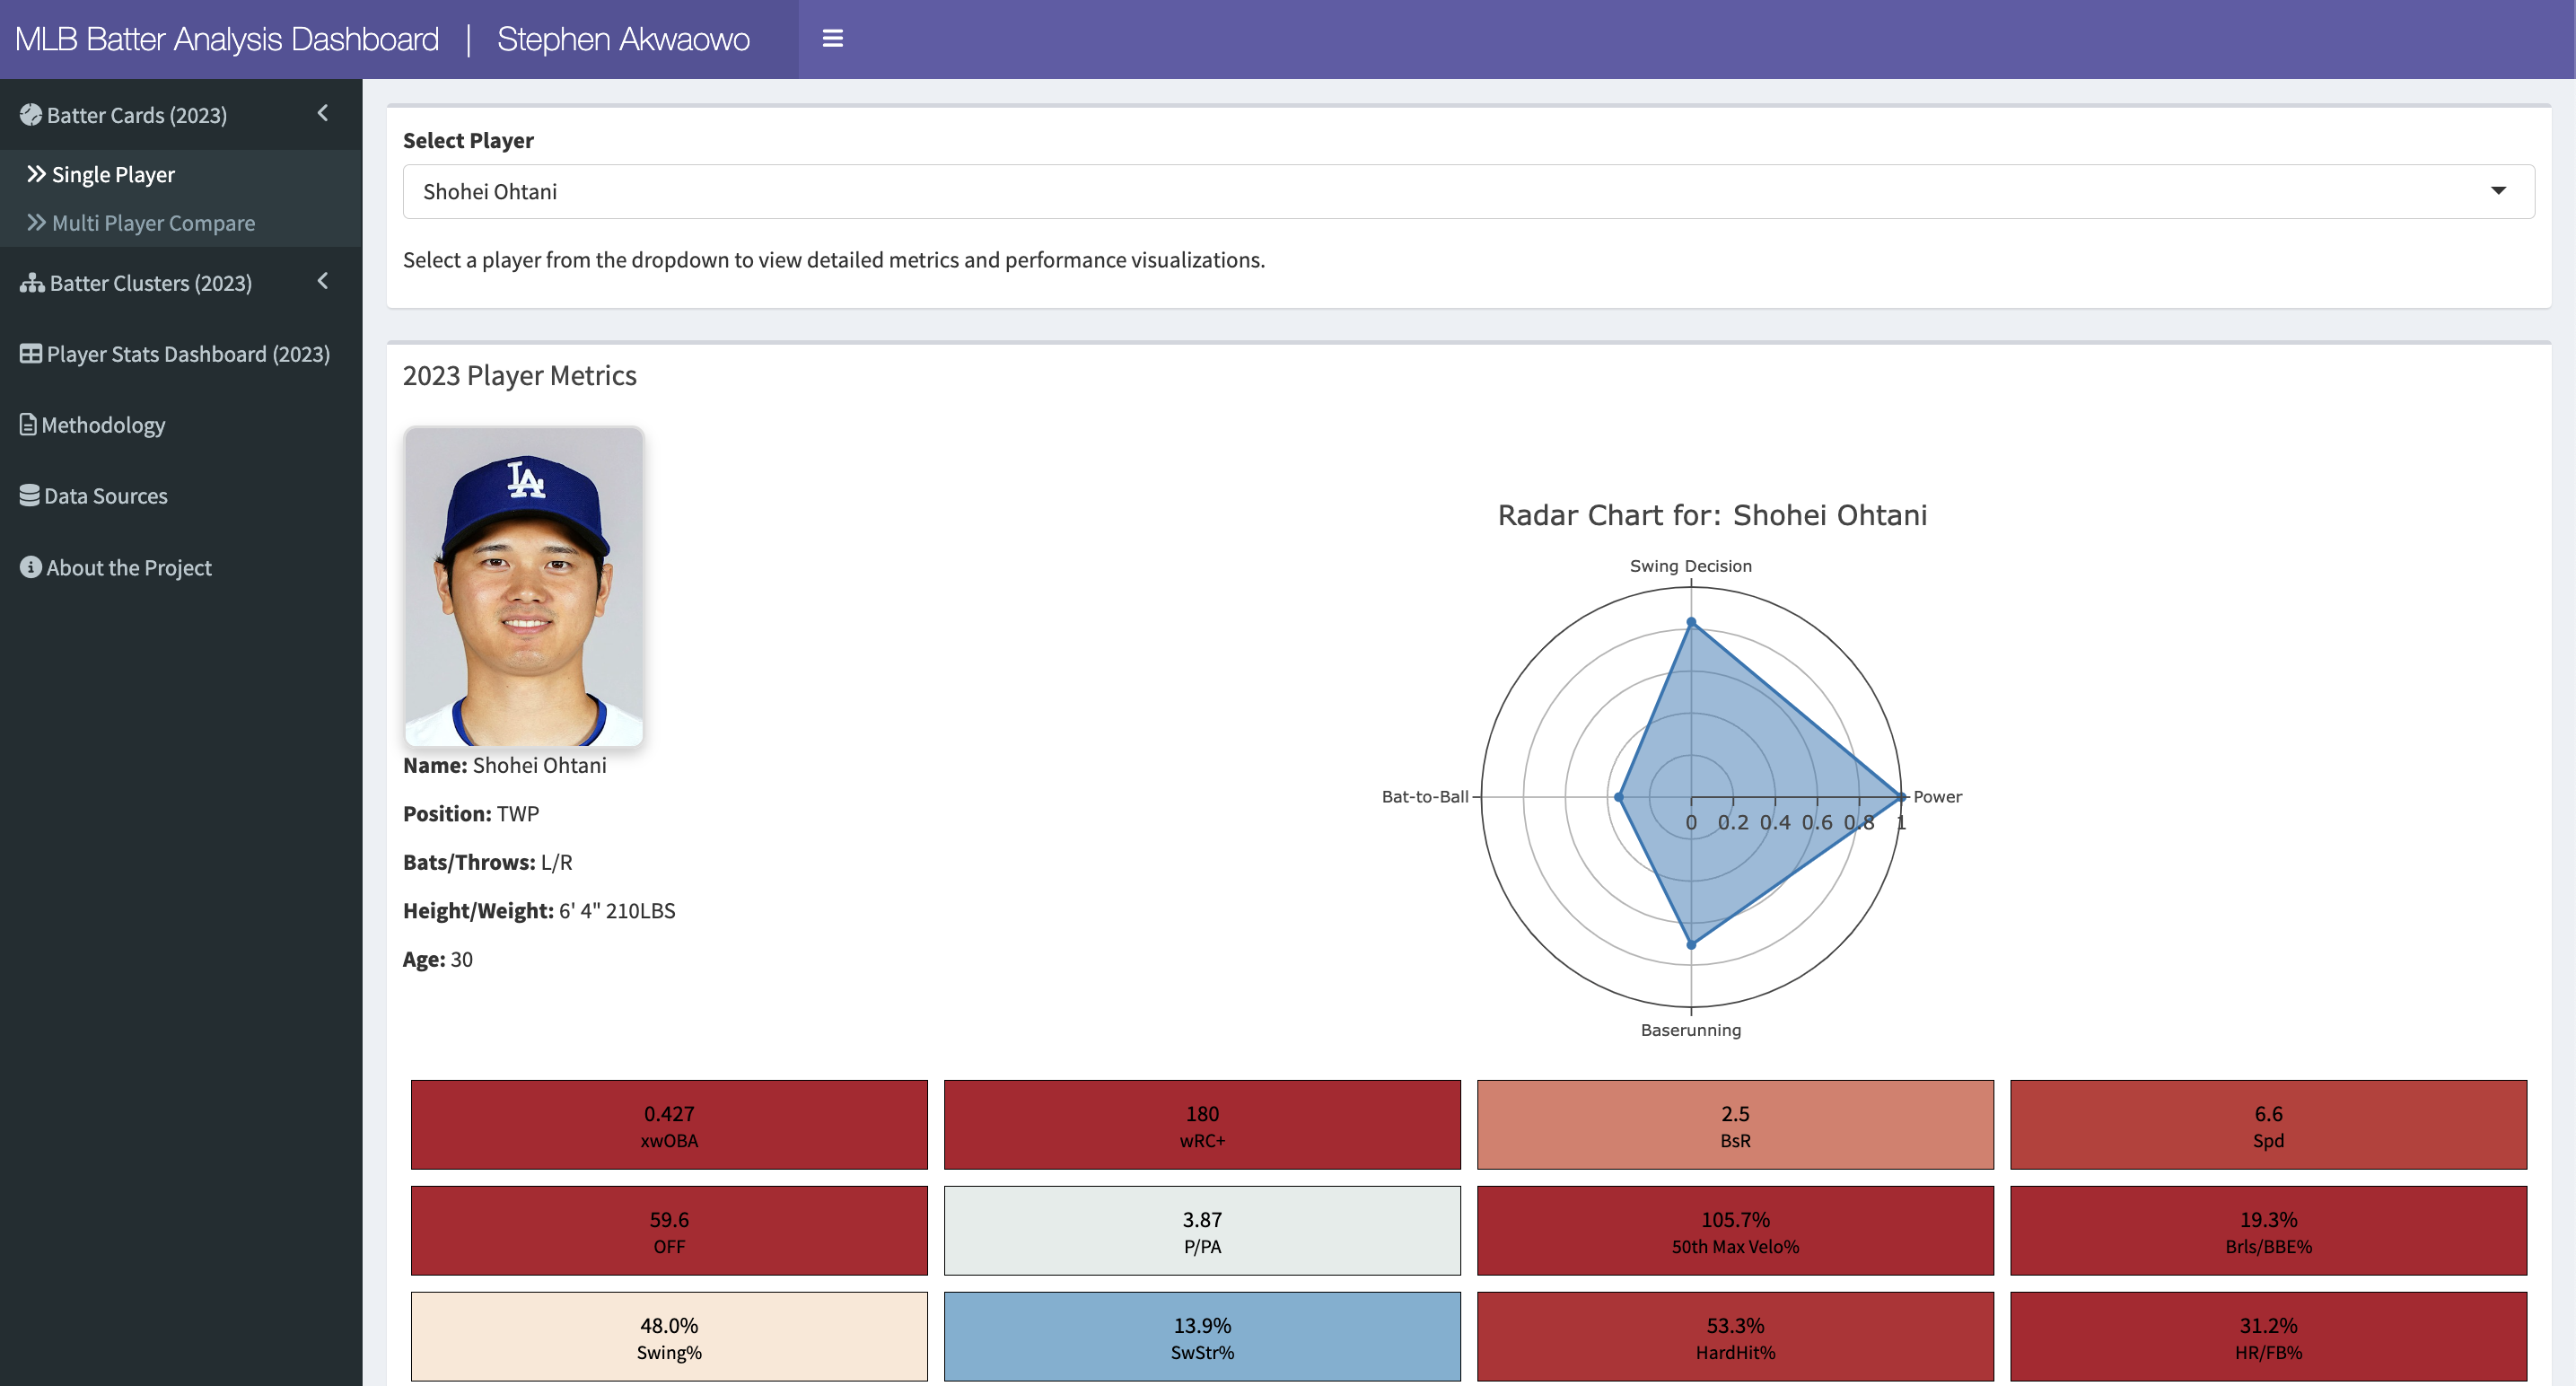 MLB Batter Analysis Dashboard | Stephen Akwaowo
Batter Cards (2023)
Single Player
Multi Player Compare
Batter Clusters (2023)
Player Stats Dashboard (2023)
Methodology
Data Sources
About the Project
Select Player
Shohei Ohtani
Select a player from the dropdown to view detailed metrics and performance visualizations.
2023 Player Metrics
LA
Name: Shohei Ohtani
Position: TWP
Bats/Throws: L/R
Height/Weight: 6' 4" 210LBS
Age: 30
Radar Chart for: Shohei Ohtani
Swing Decision
Bat-to-Ball
Power
0 0.2 0.4 0.6 0.8 1
Baserunning
0.427
xwOBA
180
wRC+
2.5
BsR
6.6
Spd
59.6
OFF
3.87
P/PA
105.7%
50th Max Velo%
19.3%
Brls/BBE%
48.0%
Swing%
13.9%
SwStr%
53.3%
HardHit%
31.2%
HR/FB%